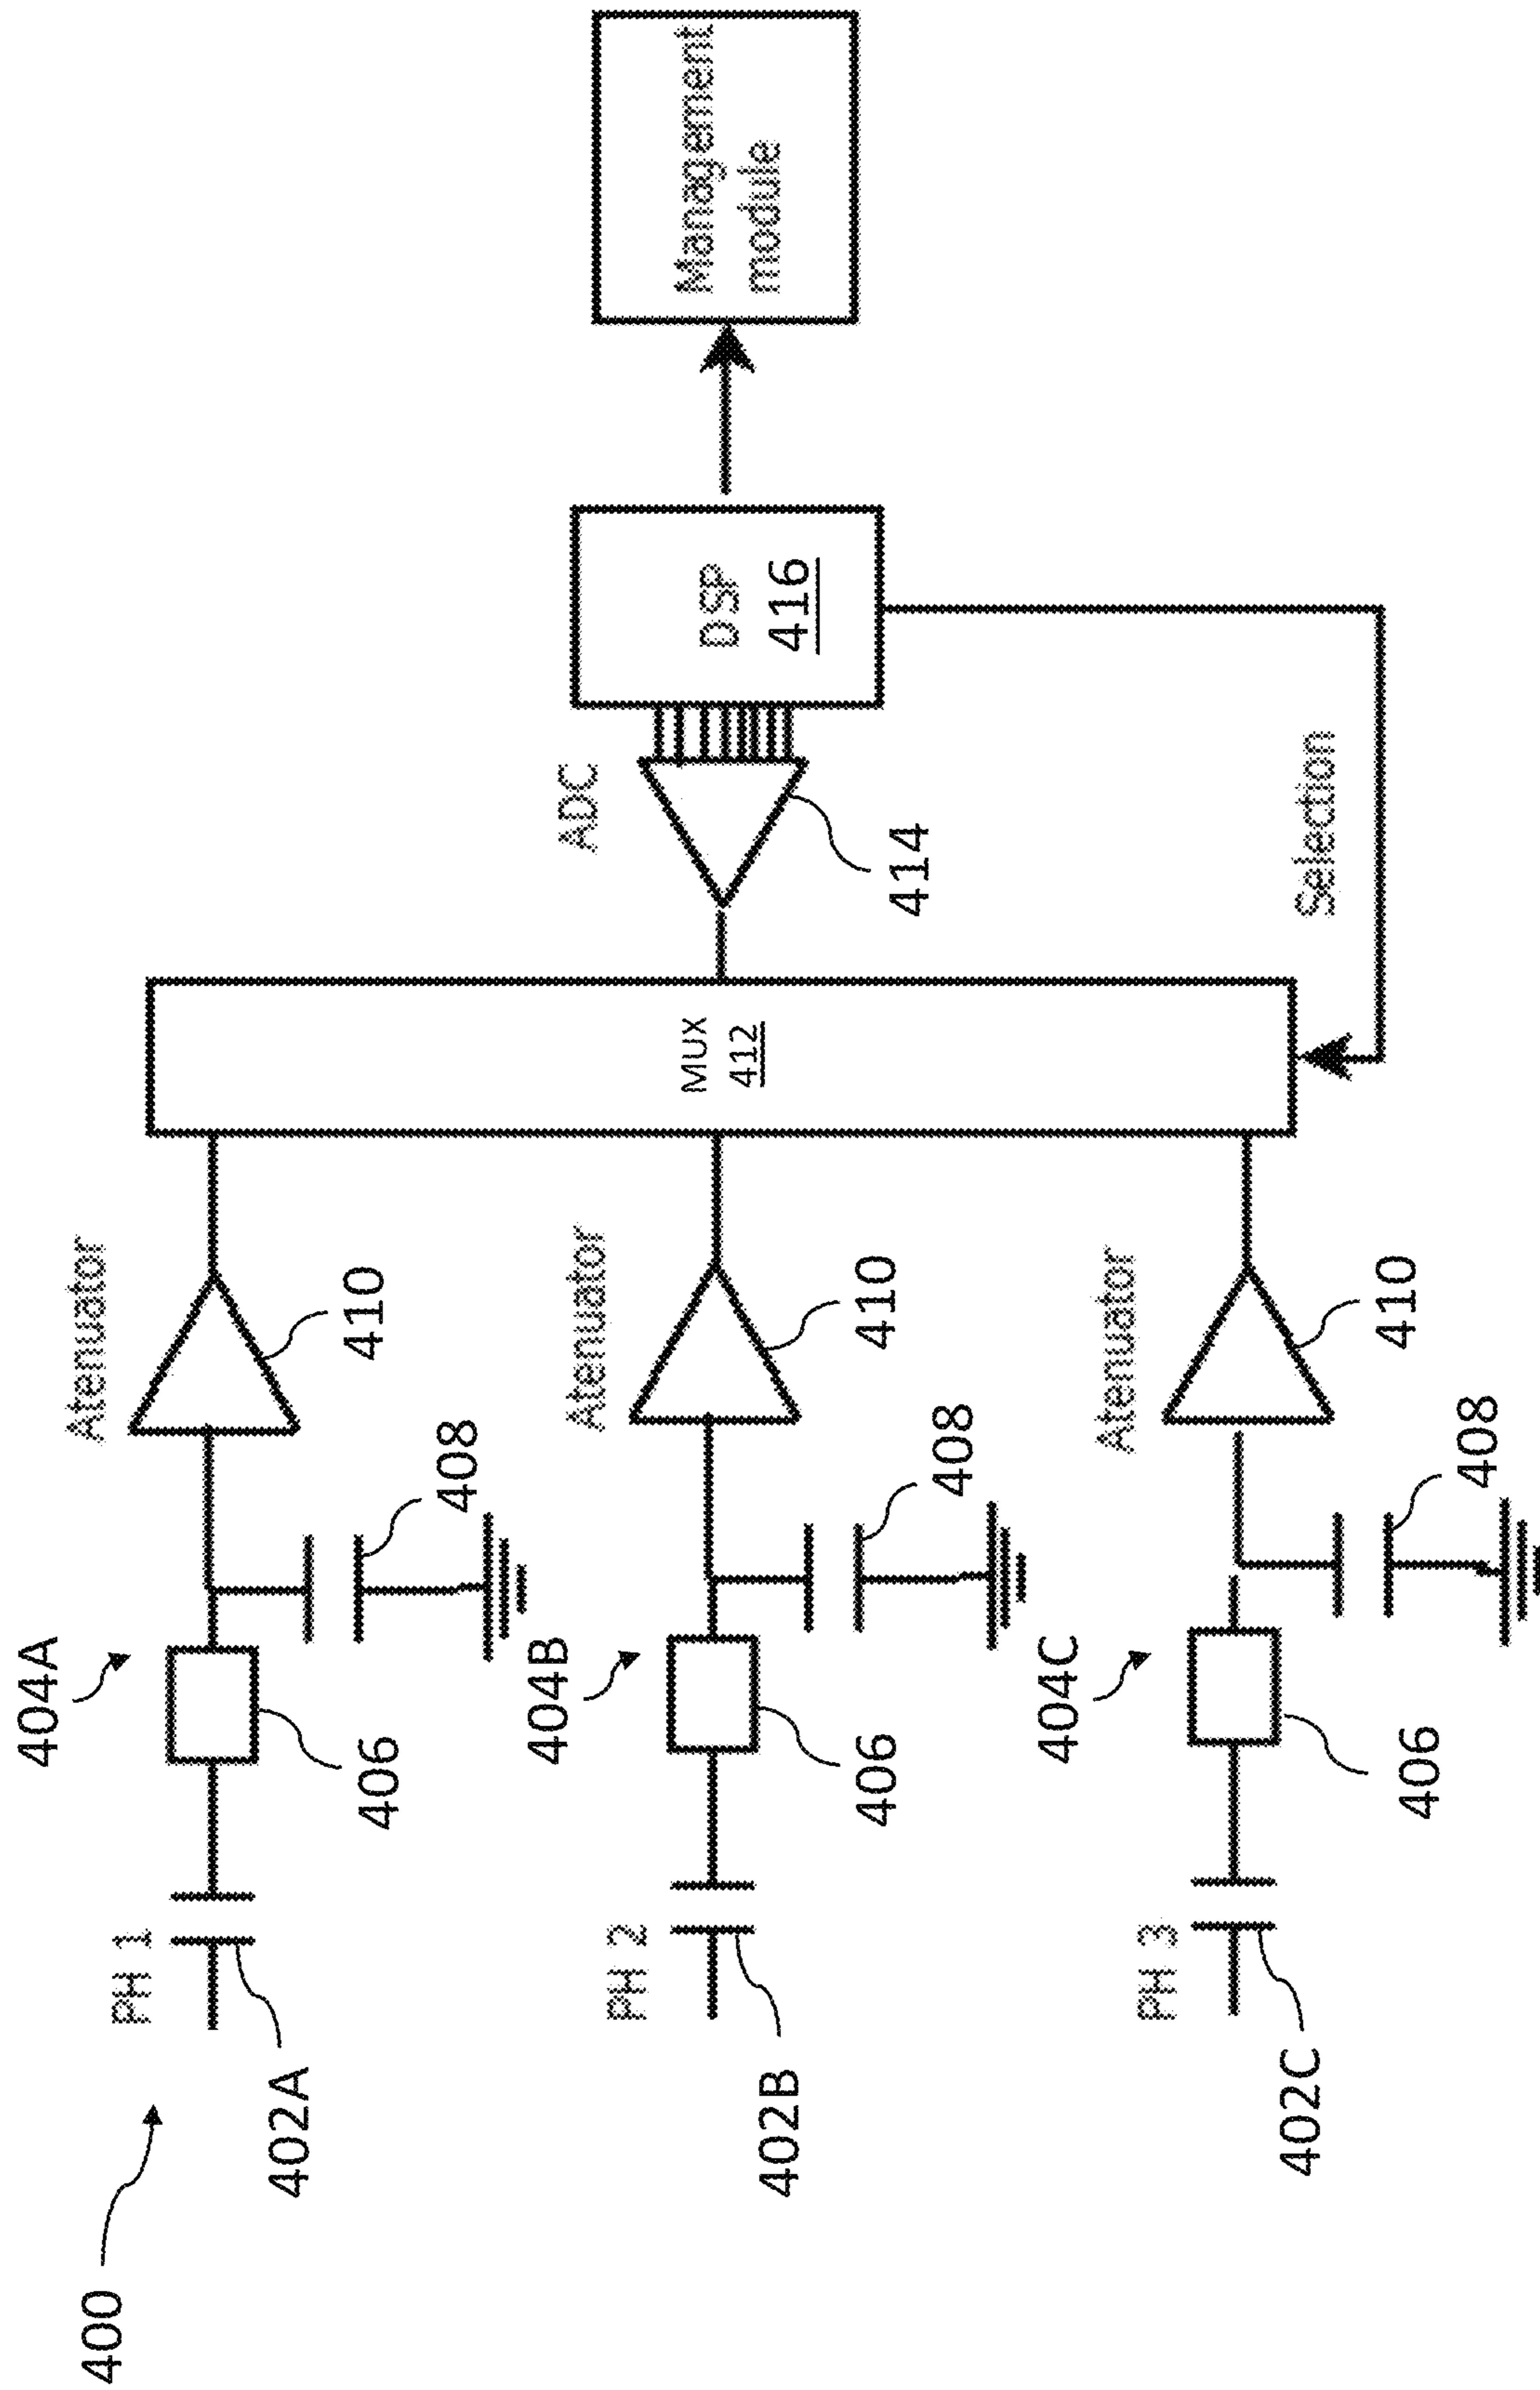 400
PH 1
402A
404A
406
408
Atenuator
410
PH 2
402B
404B
406
408
Atenuator
410
PH 3
402C
404C
406
408
Atenuator
410
MUX
412
ADC
414
DSP
416
Selection
Management
module